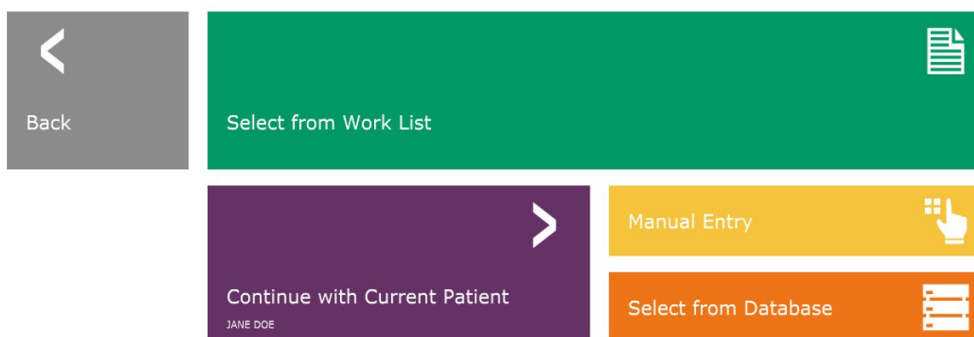 Back
Select from Work List
Continue with Current Patient
JANE DOE
Manual Entry
Select from Database